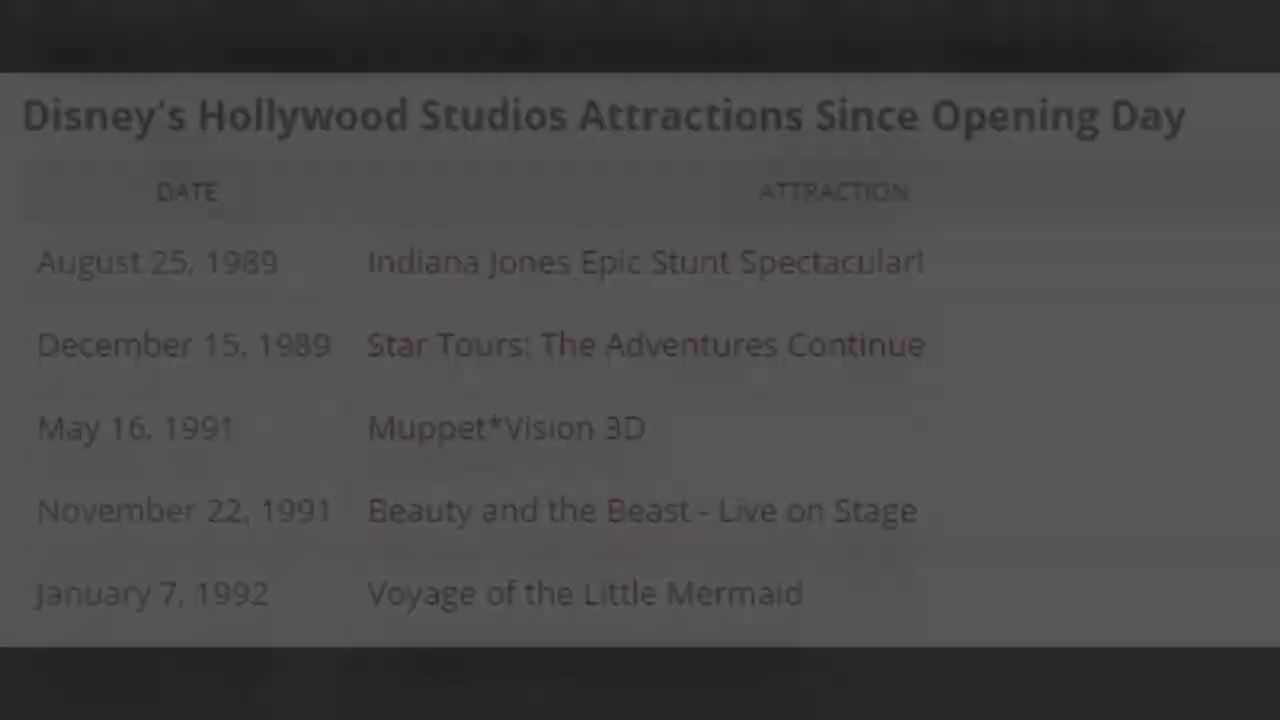 Disney's Hollywood Studios Attractions Since Opening Day
DATE ATTRACTION
August 25, 1989 Indiana Jones Epic Stunt Spectacular!
December 15, 1989 Star Tours: The Adventures Continue
May 16, 1991 Muppet*Vision 3D
November 22, 1991 Beauty and the Beast - Live on Stage
January 7, 1992 Voyage of the Little Mermaid